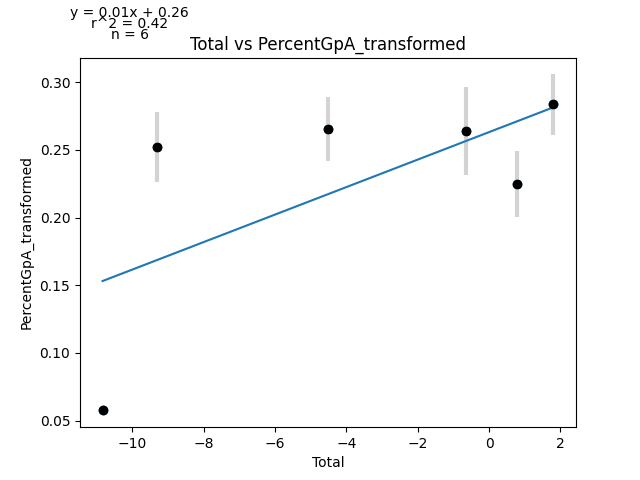 y = 0.01x + 0.26
r^2 = 0.42
n = 6
Total vs PercentGpA_transformed
0.30
0.25
0.20
0.15
0.10
0.05
PercentGpA_transformed
−10
−8
−6
−4
−2
0
2
Total